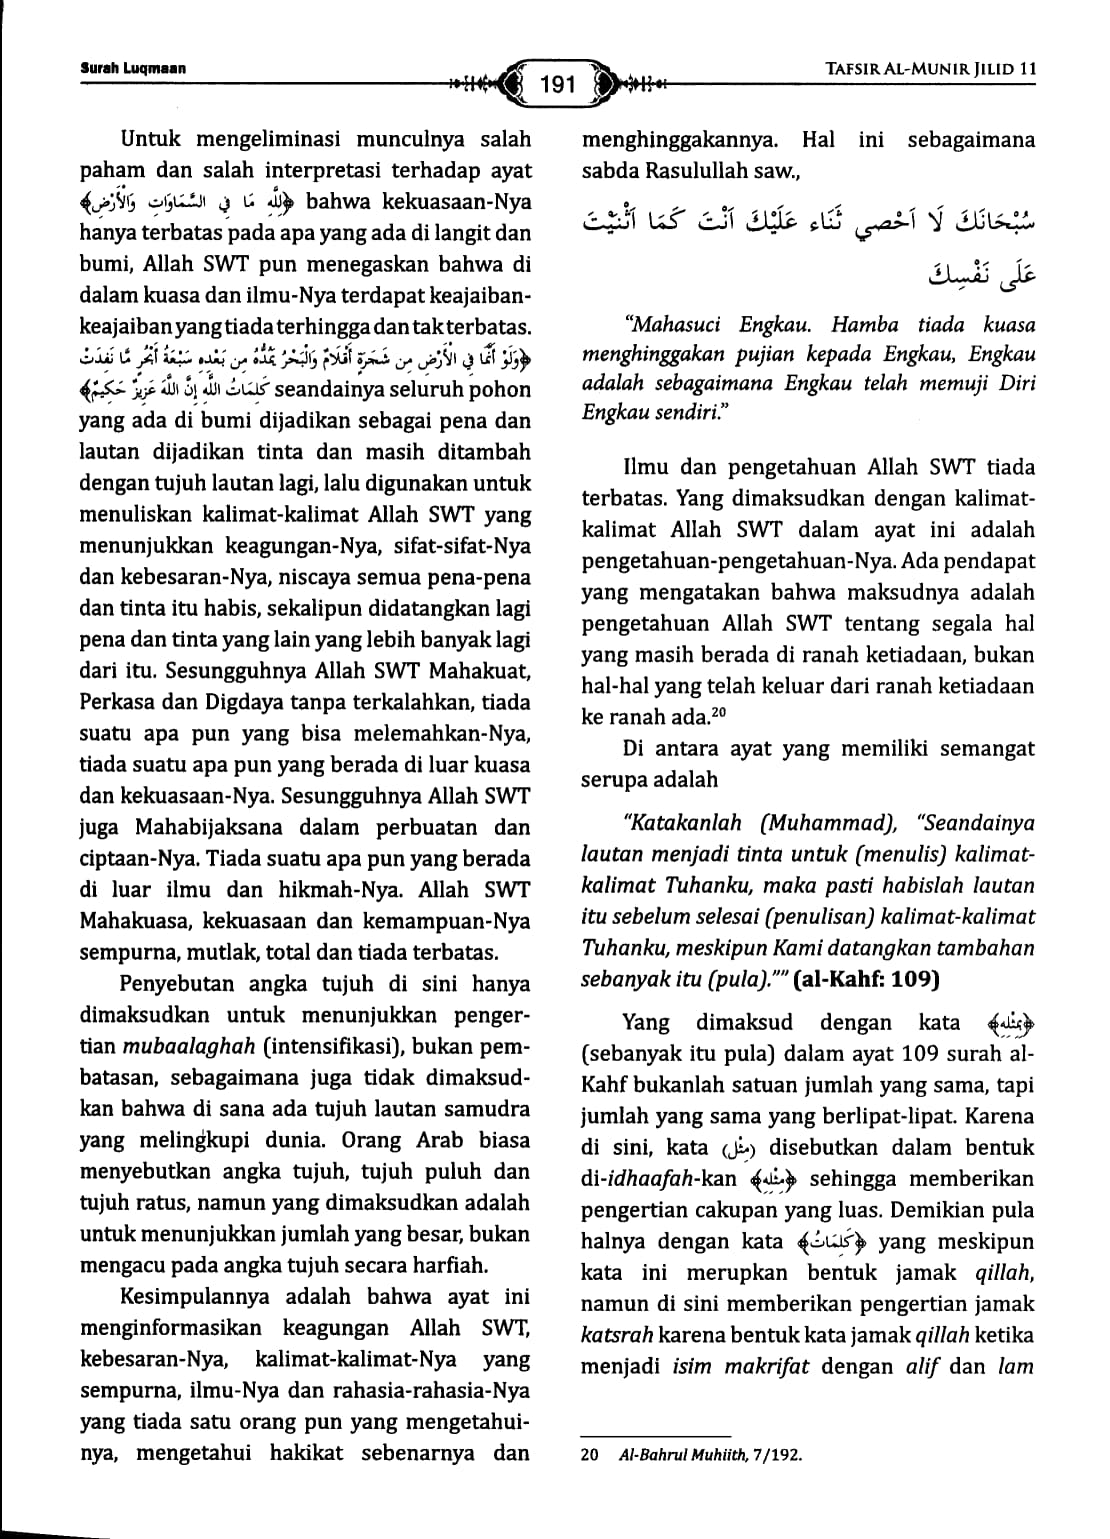 Surah Luqmaan
191
TAFSIR AL-MUNIR JILID 11
Untuk mengeliminasi munculnya salah
paham dan salah interpretasi terhadap ayat
﴿لِلَّهِ مَا فِي السَّمَاوَاتِ وَالْأَرْضِ﴾ bahwa kekuasaan-Nya
hanya terbatas pada apa yang ada di langit dan
bumi, Allah SWT pun menegaskan bahwa di
dalam kuasa dan ilmu-Nya terdapat keajaiban-
keajaiban yang tiada terhingga dan tak terbatas.
﴿وَلَوْ أَنَّمَا فِي الْأَرْضِ مِن شَجَرَةٍ أَقْلَامٌ وَالْبَحْرُ يَمُدُّهُ مِن بَعْدِهِ سَبْعَةُ أَبْحُرٍ مَّا نَفِدَتْ
كَلِمَاتُ اللَّهِ إِنَّ اللَّهَ عَزِيزٌ حَكِيمٌ﴾ seandainya seluruh pohon
yang ada di bumi dijadikan sebagai pena dan
lautan dijadikan tinta dan masih ditambah
dengan tujuh lautan lagi, lalu digunakan untuk
menuliskan kalimat-kalimat Allah SWT yang
menunjukkan keagungan-Nya, sifat-sifat-Nya
dan kebesaran-Nya, niscaya semua pena-pena
dan tinta itu habis, sekalipun didatangkan lagi
pena dan tinta yang lain yang lebih banyak lagi
dari itu. Sesungguhnya Allah SWT Mahakuat,
Perkasa dan Digdaya tanpa terkalahkan, tiada
suatu apa pun yang bisa melemahkan-Nya,
tiada suatu apa pun yang berada di luar kuasa
dan kekuasaan-Nya. Sesungguhnya Allah SWT
juga Mahabijaksana dalam perbuatan dan
ciptaan-Nya. Tiada suatu apa pun yang berada
di luar ilmu dan hikmah-Nya. Allah SWT
Mahakuasa, kekuasaan dan kemampuan-Nya
sempurna, mutlak, total dan tiada terbatas.
Penyebutan angka tujuh di sini hanya
dimaksudkan untuk menunjukkan penger-
tian mubaalaghah (intensifikasi), bukan pem-
batasan, sebagaimana juga tidak dimaksud-
kan bahwa di sana ada tujuh lautan samudra
yang melingkupi dunia. Orang Arab biasa
menyebutkan angka tujuh, tujuh puluh dan
tujuh ratus, namun yang dimaksudkan adalah
untuk menunjukkan jumlah yang besar, bukan
mengacu pada angka tujuh secara harfiah.
Kesimpulannya adalah bahwa ayat ini
menginformasikan keagungan Allah SWT,
kebesaran-Nya, kalimat-kalimat-Nya yang
sempurna, ilmu-Nya dan rahasia-rahasia-Nya
yang tiada satu orang pun yang mengetahui-
nya, mengetahui hakikat sebenarnya dan
menghinggakannya. Hal ini sebagaimana
sabda Rasulullah saw.,
سُبْحَانَكَ لَا اَحْصِي ثَنَاء عَلَيْكَ اَنْتَ كَمَا اَثْنَيْتَ
عَلَى نَفْسِكَ
“Mahasuci Engkau. Hamba tiada kuasa
menghinggakan pujian kepada Engkau, Engkau
adalah sebagaimana Engkau telah memuji Diri
Engkau sendiri.”
Ilmu dan pengetahuan Allah SWT tiada
terbatas. Yang dimaksudkan dengan kalimat-
kalimat Allah SWT dalam ayat ini adalah
pengetahuan-pengetahuan-Nya. Ada pendapat
yang mengatakan bahwa maksudnya adalah
pengetahuan Allah SWT tentang segala hal
yang masih berada di ranah ketiadaan, bukan
hal-hal yang telah keluar dari ranah ketiadaan
ke ranah ada.20
Di antara ayat yang memiliki semangat
serupa adalah
“Katakanlah (Muhammad), “Seandainya
lautan menjadi tinta untuk (menulis) kalimat-
kalimat Tuhanku, maka pasti habislah lautan
itu sebelum selesai (penulisan) kalimat-kalimat
Tuhanku, meskipun Kami datangkan tambahan
sebanyak itu (pula).”” (al-Kahf: 109)
Yang dimaksud dengan kata ﴿بِمِثْلِهِ﴾
(sebanyak itu pula) dalam ayat 109 surah al-
Kahf bukanlah satuan jumlah yang sama, tapi
jumlah yang sama yang berlipat-lipat. Karena
di sini, kata (مِثْل) disebutkan dalam bentuk
di-idhaafah-kan ﴿مِثْلِهِ﴾ sehingga memberikan
pengertian cakupan yang luas. Demikian pula
halnya dengan kata ﴿كَلِمَاتُ﴾ yang meskipun
kata ini merupkan bentuk jamak qillah,
namun di sini memberikan pengertian jamak
katsrah karena bentuk kata jamak qillah ketika
menjadi isim makrifat dengan alif dan lam
20 Al-Bahrul Muhiith, 7/192.